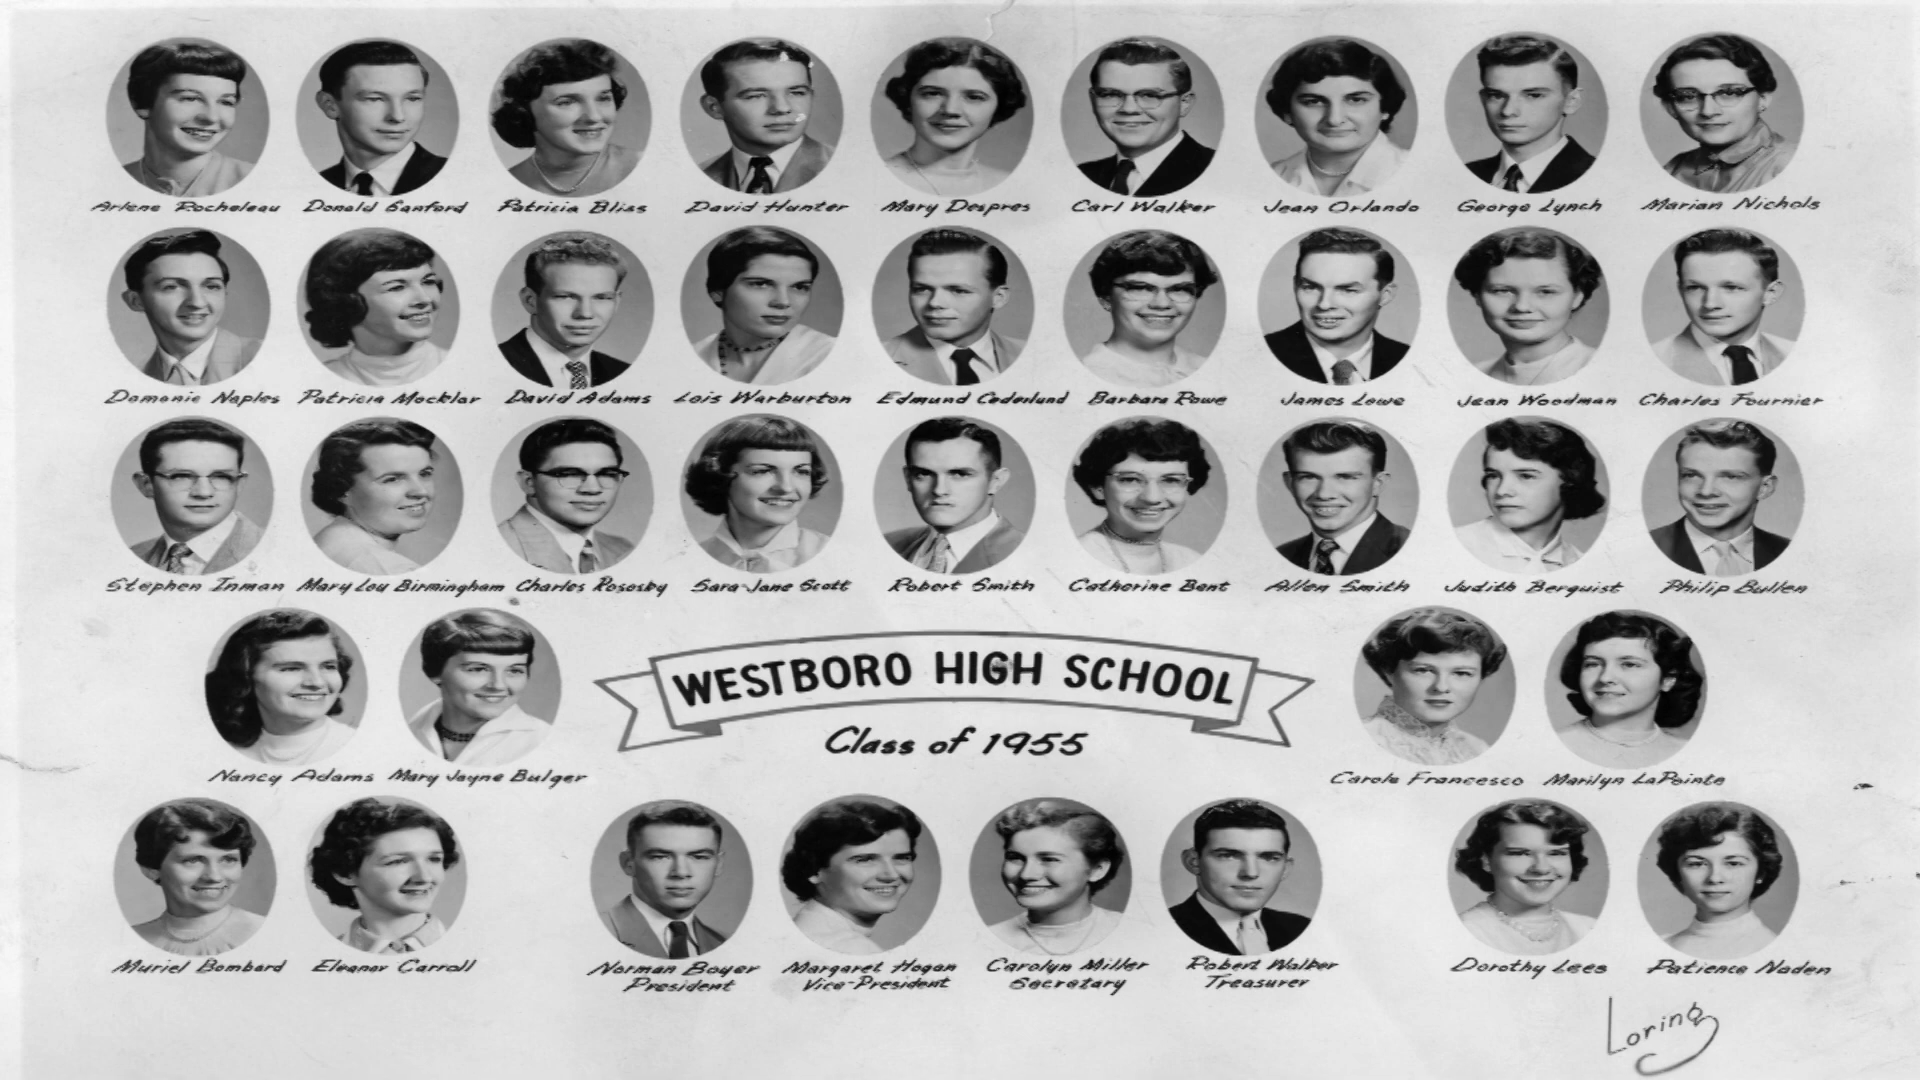 Arlene Rocheleau Donald Sanford Patricia Bliss David Hunter Mary Despres Carl Walker Jean Orlando George Lynch Marian Nichols
Domenic Naples Patricia Mockler David Adams Lois Warburton Edmund Cederlund Barbara Rowe James Lowe Jean Woodman Charles Fournier
Stephen Inman Mary Lou Birmingham Charles Rososky Sara-Jane Scott Robert Smith Catherine Bent Allen Smith Judith Berquist Philip Bullen
WESTBORO HIGH SCHOOL
Class of 1955
Nancy Adams Mary Jayne Bulger Carole Francesco Marilyn LaPointe
Muriel Bombard Eleanor Carroll Norman Boyer Margaret Hogan Carolyn Miller Robert Walker Dorothy Lees Patience Naden
President Vice-President Secretary Treasurer
Loring